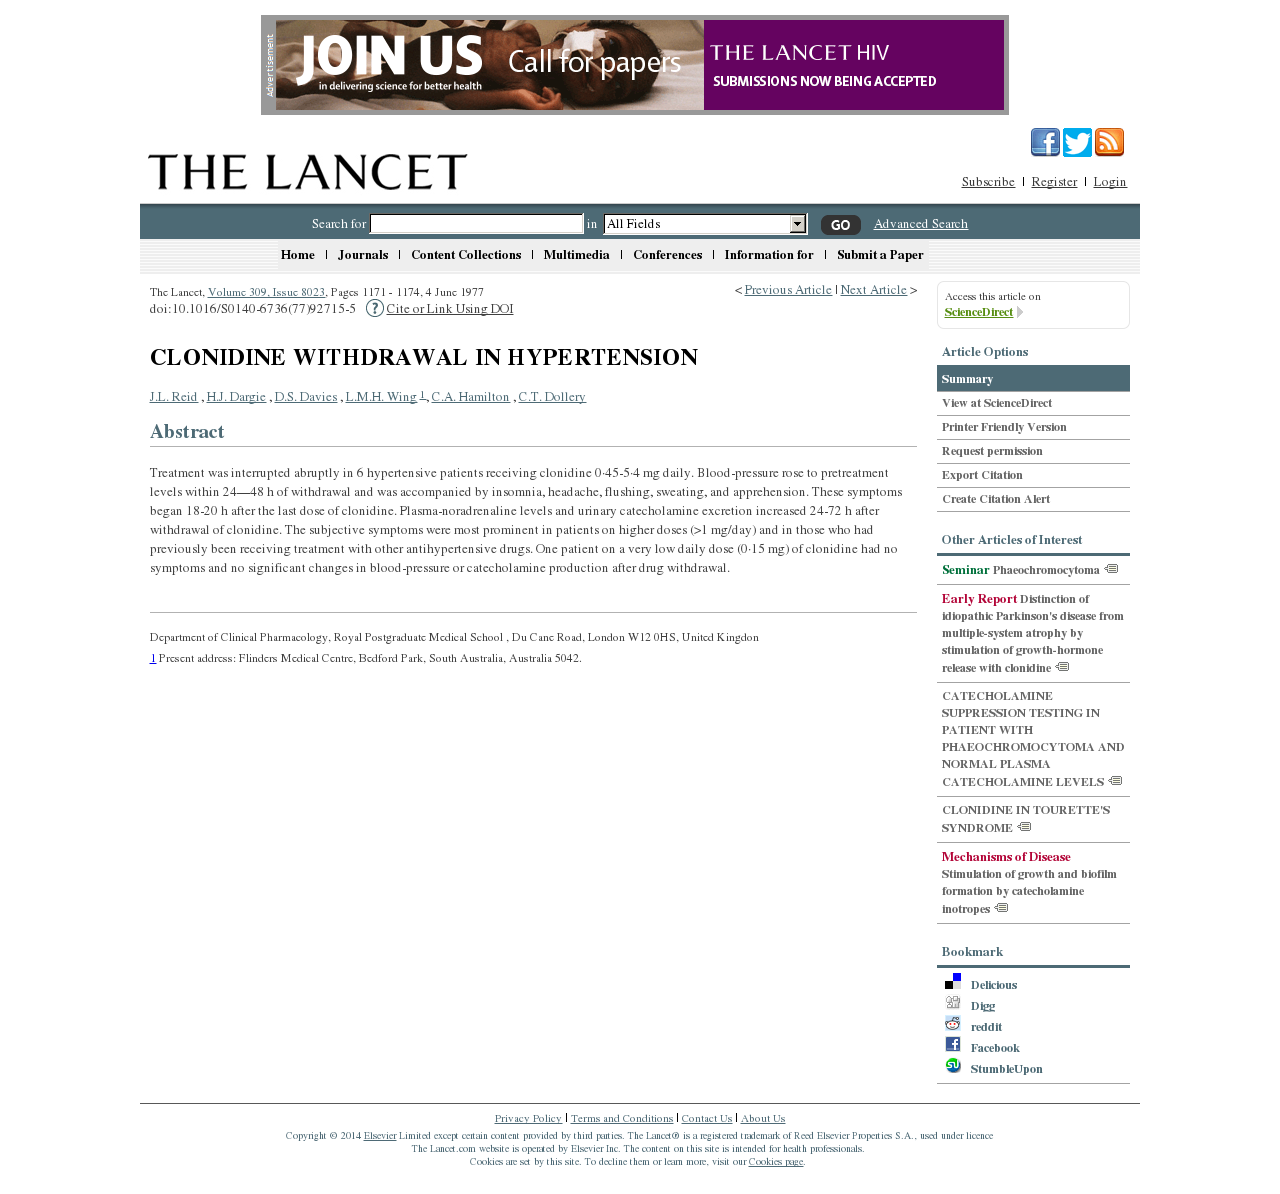 Advertisement
JOIN US
in delivering science for better health
Call for papers
THE LANCET HIV
SUBMISSIONS NOW BEING ACCEPTED
THE LANCET
Subscribe | Register | Login
Search for in All Fields GO Advanced Search
Home | Journals | Content Collections | Multimedia | Conferences | Information for | Submit a Paper
The Lancet, Volume 309, Issue 8023, Pages 1171 - 1174, 4 June 1977
< Previous Article | Next Article >
doi:10.1016/S0140-6736(77)92715-5 ? Cite or Link Using DOI
CLONIDINE WITHDRAWAL IN HYPERTENSION
J.L. Reid , H.J. Dargie , D.S. Davies , L.M.H. Wing 1 , C.A. Hamilton , C.T. Dollery
Abstract
Treatment was interrupted abruptly in 6 hypertensive patients receiving clonidine 0·45-5·4 mg daily. Blood-pressure rose to pretreatment
levels within 24—48 h of withdrawal and was accompanied by insomnia, headache, flushing, sweating, and apprehension. These symptoms
began 18-20 h after the last dose of clonidine. Plasma-noradrenaline levels and urinary catecholamine excretion increased 24-72 h after
withdrawal of clonidine. The subjective symptoms were most prominent in patients on higher doses (>1 mg/day) and in those who had
previously been receiving treatment with other antihypertensive drugs. One patient on a very low daily dose (0·15 mg) of clonidine had no
symptoms and no significant changes in blood-pressure or catecholamine production after drug withdrawal.
Department of Clinical Pharmacology, Royal Postgraduate Medical School , Du Cane Road, London W12 0HS, United Kingdon
1 Present address: Flinders Medical Centre, Bedford Park, South Australia, Australia 5042.
Access this article on
ScienceDirect
Article Options
Summary
View at ScienceDirect
Printer Friendly Version
Request permission
Export Citation
Create Citation Alert
Other Articles of Interest
Seminar Phaeochromocytoma
Early Report Distinction of
idiopathic Parkinson's disease from
multiple-system atrophy by
stimulation of growth-hormone
release with clonidine
CATECHOLAMINE
SUPPRESSION TESTING IN
PATIENT WITH
PHAEOCHROMOCYTOMA AND
NORMAL PLASMA
CATECHOLAMINE LEVELS
CLONIDINE IN TOURETTE'S
SYNDROME
Mechanisms of Disease
Stimulation of growth and biofilm
formation by catecholamine
inotropes
Bookmark
Delicious
Digg
reddit
Facebook
StumbleUpon
Privacy Policy | Terms and Conditions | Contact Us | About Us
Copyright © 2014 Elsevier Limited except certain content provided by third parties. The Lancet® is a registered trademark of Reed Elsevier Properties S.A., used under licence
The Lancet.com website is operated by Elsevier Inc. The content on this site is intended for health professionals.
Cookies are set by this site. To decline them or learn more, visit our Cookies page.